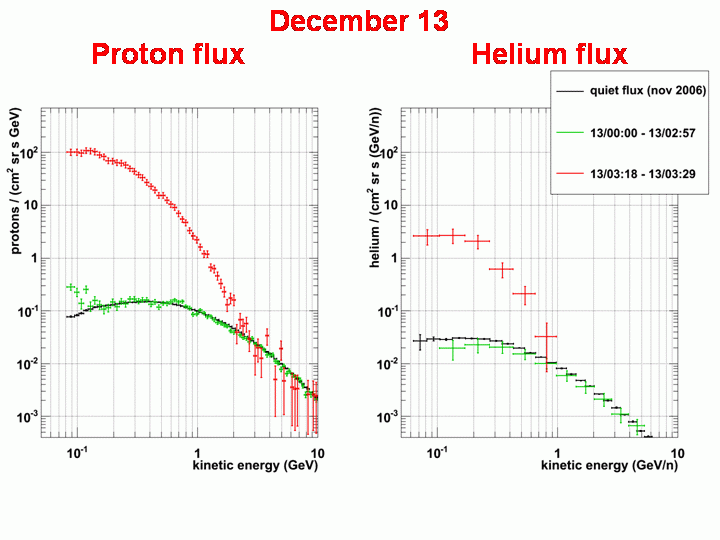 December 13
Proton flux
Helium flux
quiet flux (nov 2006)
13/00:00 - 13/02:57
13/03:18 - 13/03:29
protons / (cm² sr s GeV)
10²
10
1
10⁻¹
10⁻²
10⁻³
10⁻¹
1
10
kinetic energy (GeV)
helium / (cm² sr s (GeV/n))
10²
10
1
10⁻¹
10⁻²
10⁻³
10⁻¹
1
10
kinetic energy (GeV/n)